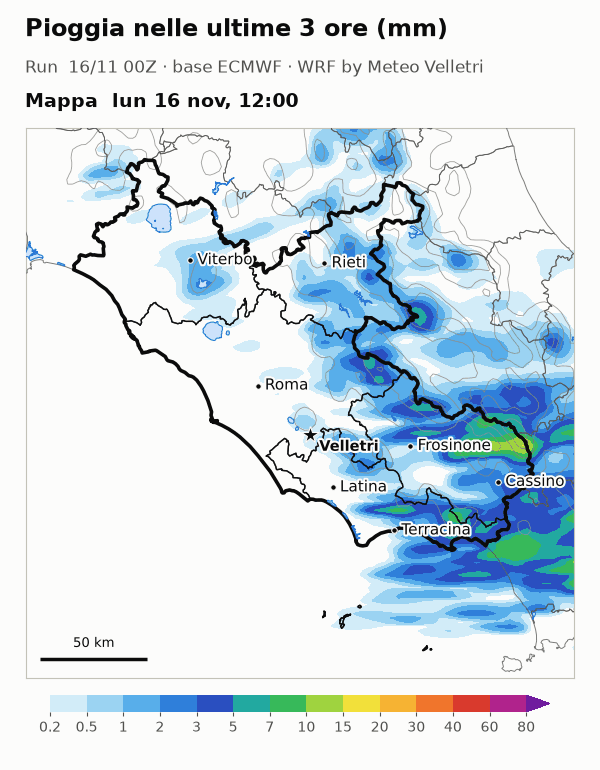 Pioggia nelle ultime 3 ore (mm)
Run  16/11 00Z · base ECMWF · WRF by Meteo Velletri
Mappa  lun 16 nov, 12:00
Viterbo
Rieti
Roma
Velletri
Frosinone
Cassino
Latina
Terracina
50 km
0.2 0.5 1 2 3 5 7 10 15 20 30 40 60 80